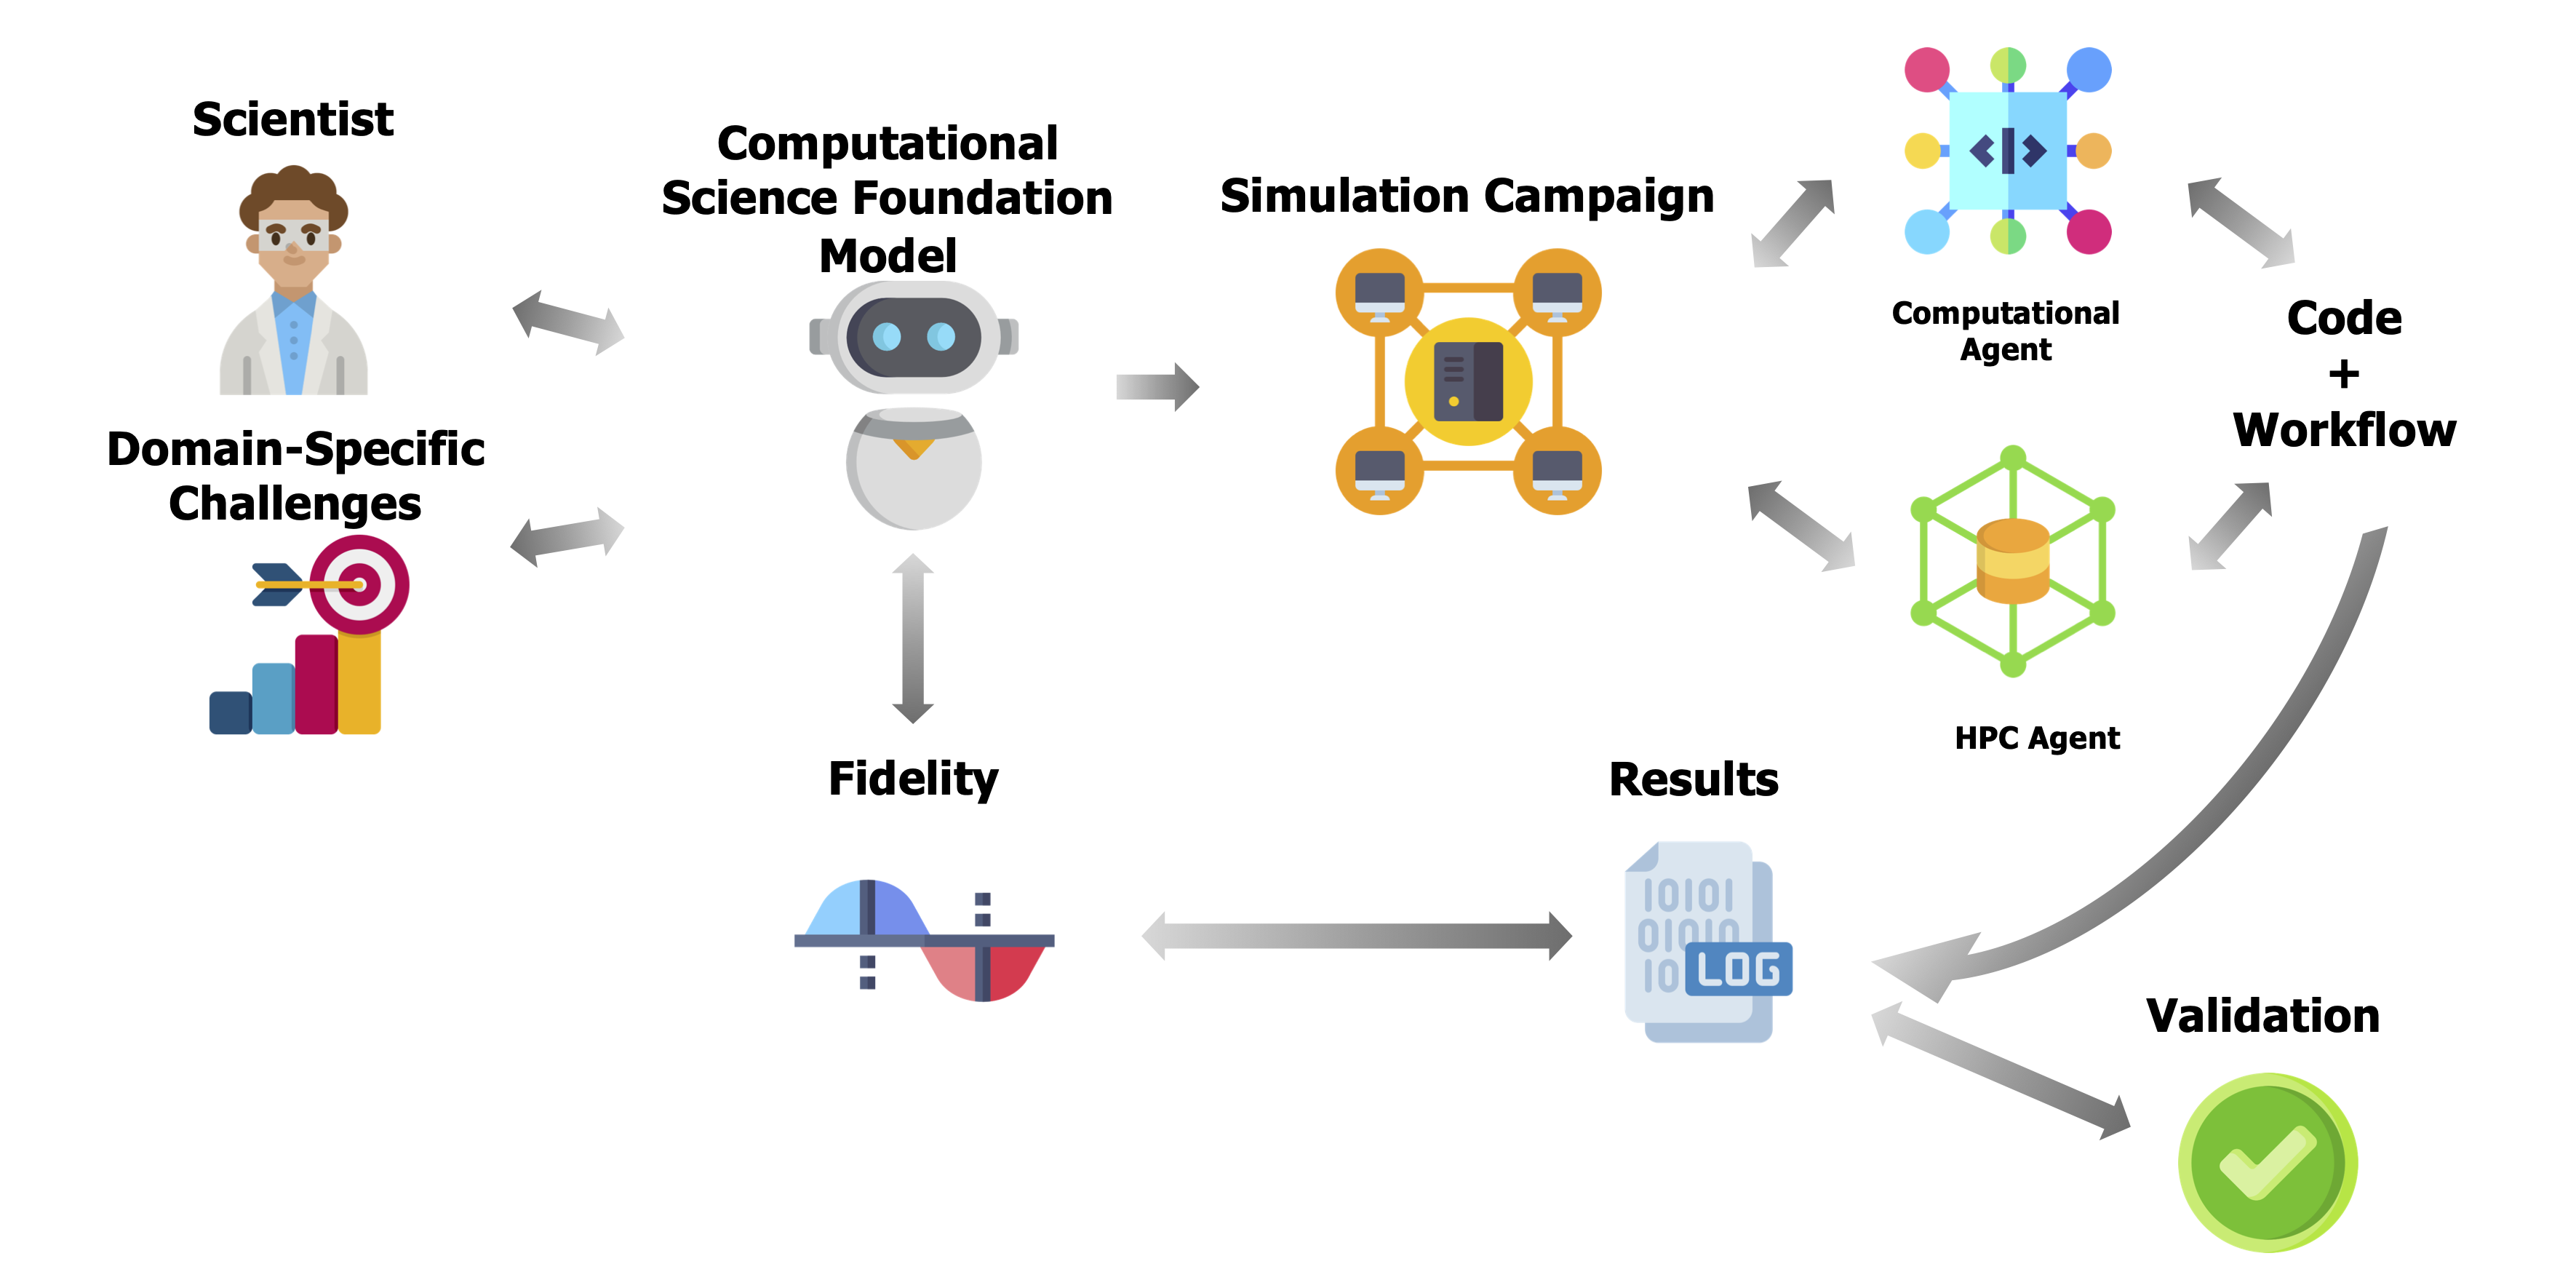 Scientist
Domain-Specific
Challenges
Computational
Science Foundation
Model
Simulation Campaign
Computational
Agent
Code
+
Workflow
HPC Agent
Fidelity
Results
10101
01010
10
LOG
Validation